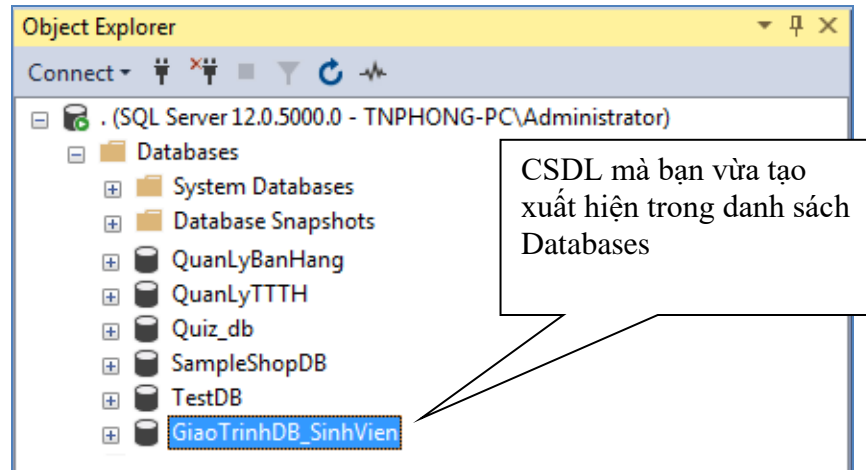 Object Explorer
Connect
. (SQL Server 12.0.5000.0 - TNPHONG-PC\Administrator)
Databases
System Databases
Database Snapshots
QuanLyBanHang
QuanLyTTTH
Quiz_db
SampleShopDB
TestDB
GiaoTrinhDB_SinhVien
CSDL mà bạn vừa tạo
xuất hiện trong danh sách
Databases